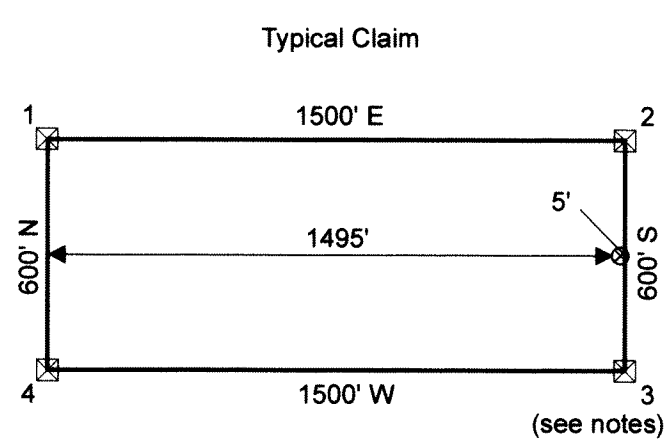 Typical Claim
1
1500' E
2
5'
1495'
600' N
600' S
4
1500' W
3
(see notes)